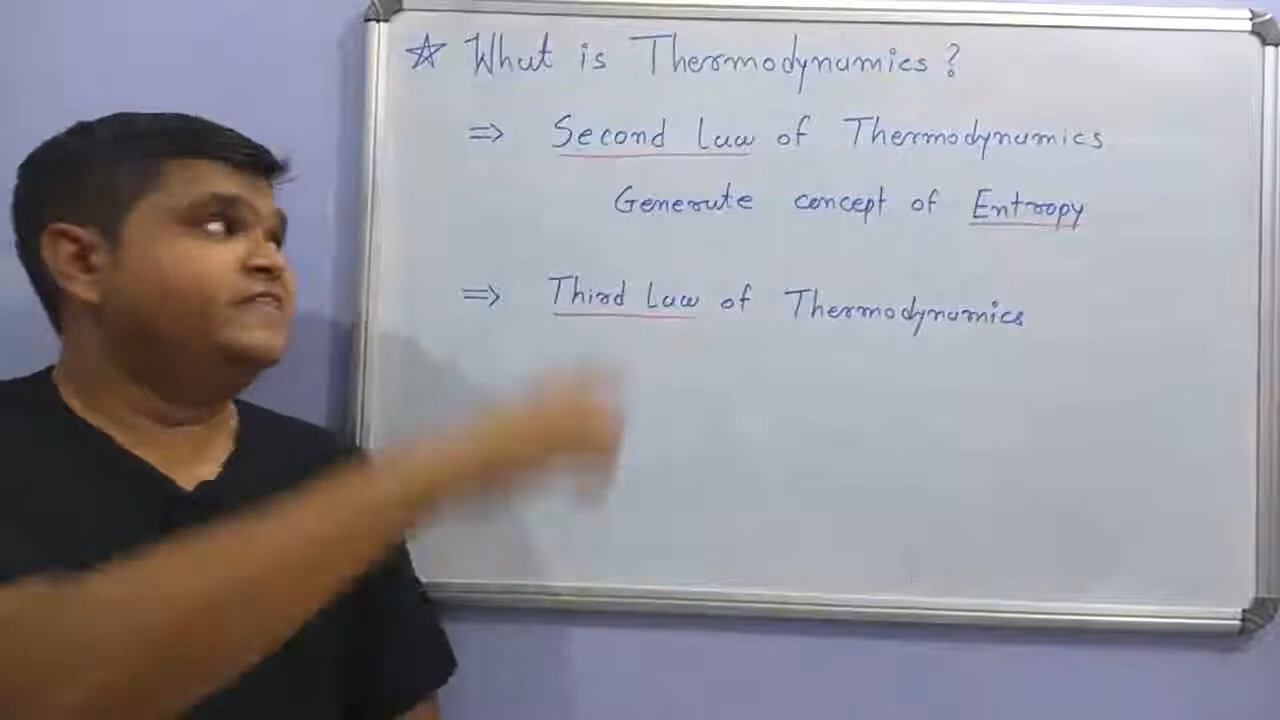 ☆ What is Thermodynamics?
⇒ Second Law of Thermodynamics
Generate concept of Entropy
⇒ Third Law of Thermodynamics